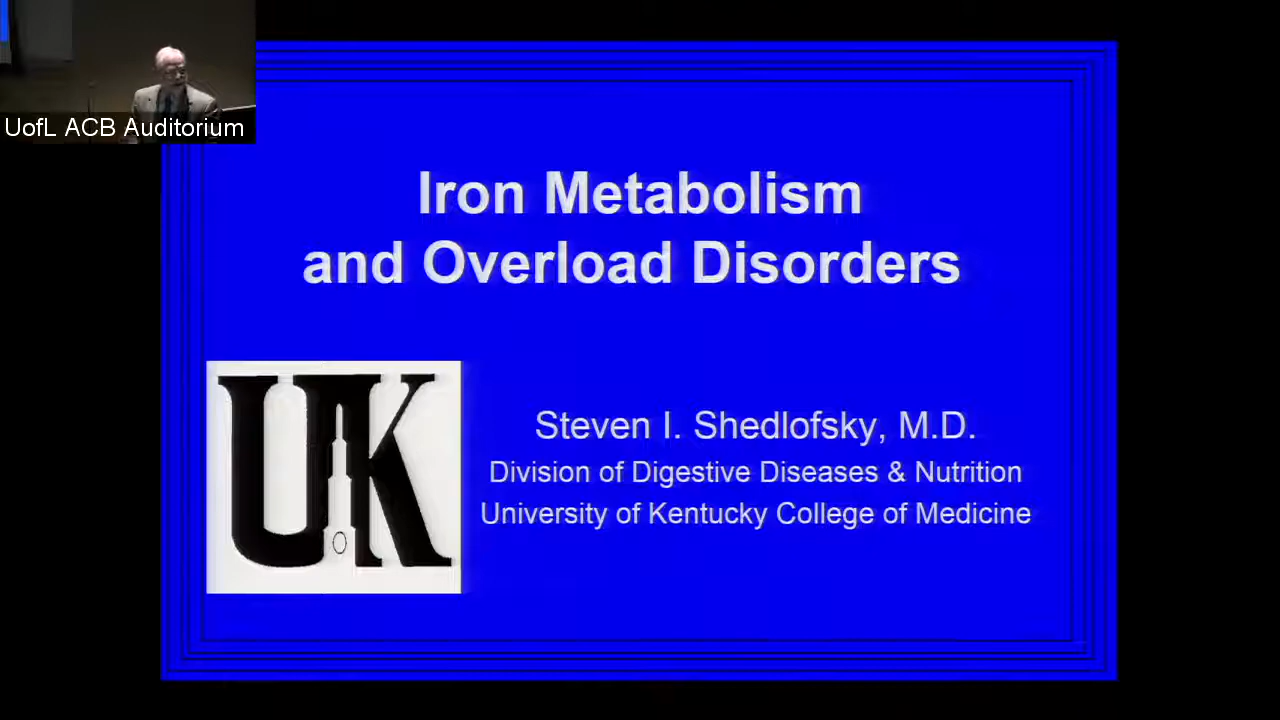 UofL ACB Auditorium
Iron Metabolism
and Overload Disorders
UK
Steven I. Shedlofsky, M.D.
Division of Digestive Diseases & Nutrition
University of Kentucky College of Medicine